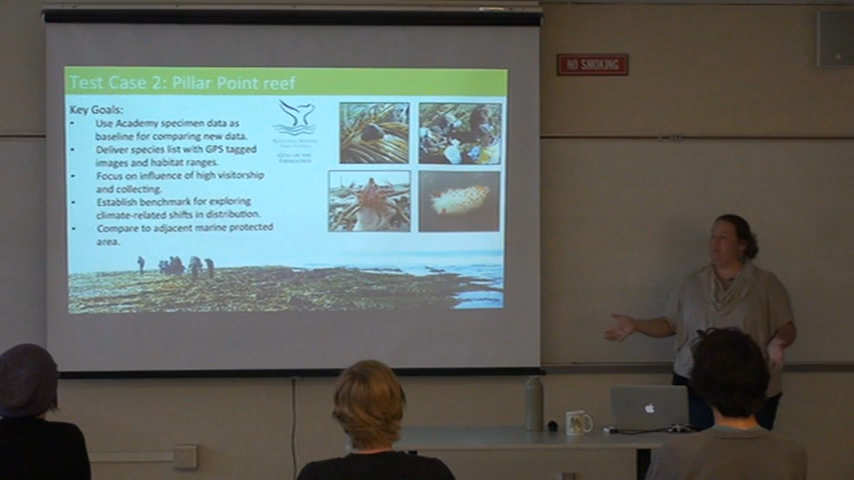 Test Case 2: Pillar Point reef
Key Goals:
• Use Academy specimen data as
baseline for comparing new data.
• Deliver species list with GPS tagged
images and habitat ranges.
• Focus on influence of high visitorship
and collecting.
• Establish benchmark for exploring
climate-related shifts in distribution.
• Compare to adjacent marine protected
area.
NO SMOKING